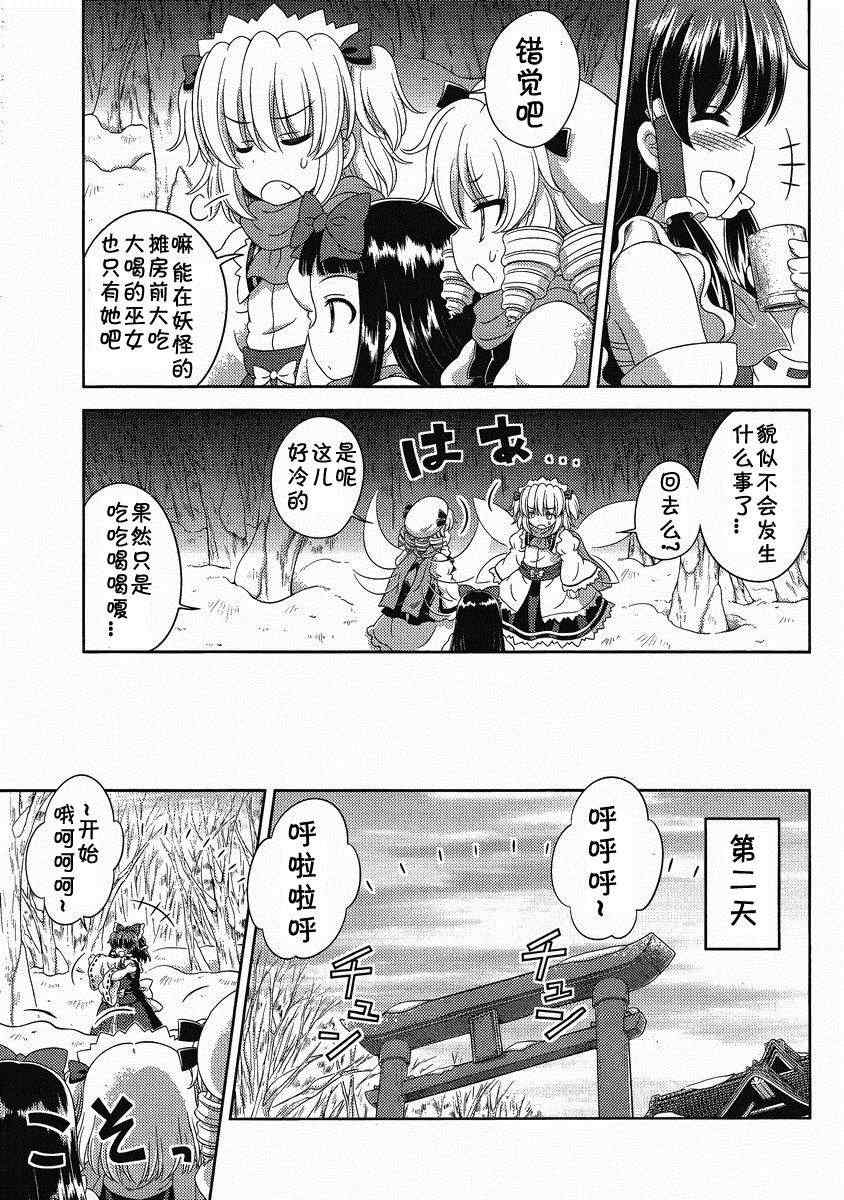 错
觉
吧
嘛 能在妖怪的
摊房前大吃
大喝的巫女
也只有她吧
貌似不会发生
什么事了…
回去么?
はあ…
是呢
这儿
好冷的
果然只是
吃吃喝喝嘎…
第二天
呼呼呼~
呼啦啦呼
チュン
チュン
~开始
哦呵呵呵~
こそっ